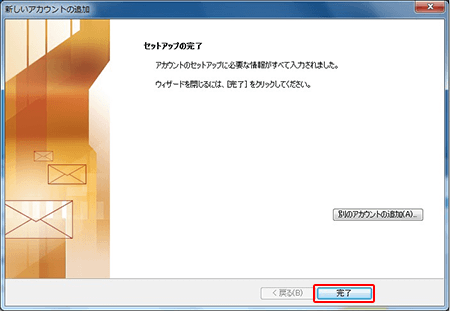 新しいアカウントの追加
セットアップの完了
アカウントのセットアップに必要な情報がすべて入力されました。
ウィザードを閉じるには、[完了] をクリックしてください。
別のアカウントの追加(A)...
< 戻る(B)
完了